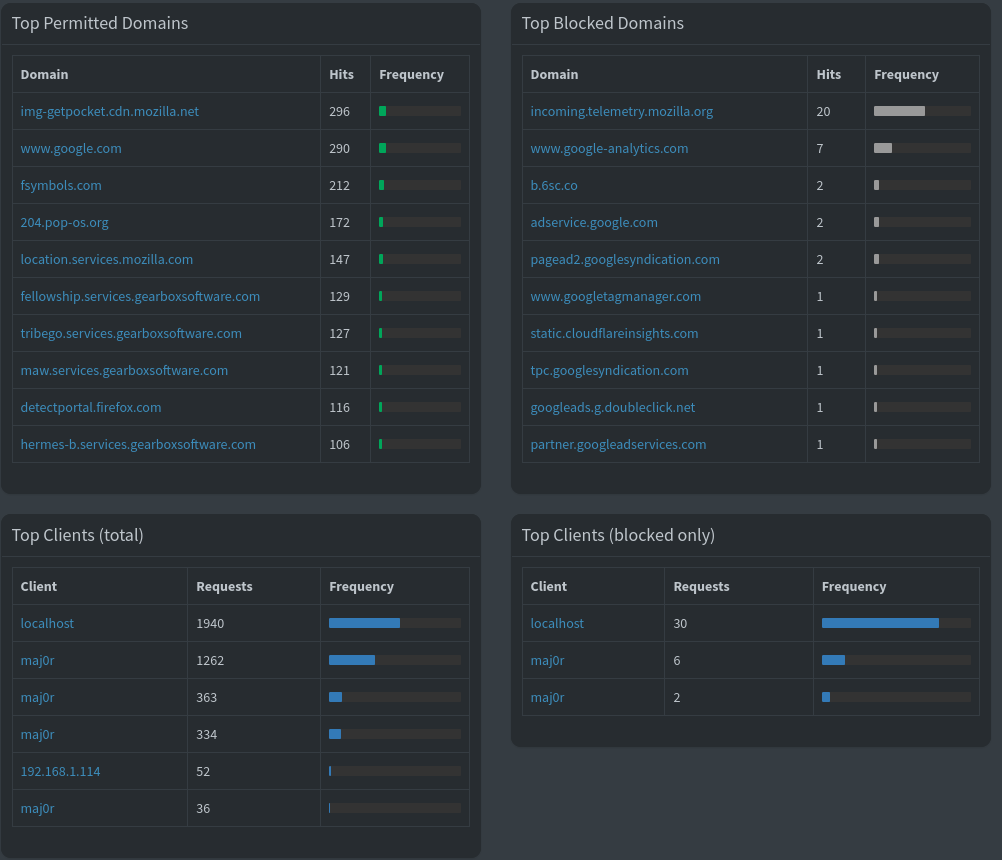 Top Permitted Domains
Domain Hits Frequency
img-getpocket.cdn.mozilla.net 296
www.google.com 290
fsymbols.com 212
204.pop-os.org 172
location.services.mozilla.com 147
fellowship.services.gearboxsoftware.com 129
tribego.services.gearboxsoftware.com 127
maw.services.gearboxsoftware.com 121
detectportal.firefox.com 116
hermes-b.services.gearboxsoftware.com 106
Top Blocked Domains
Domain Hits Frequency
incoming.telemetry.mozilla.org 20
www.google-analytics.com 7
b.6sc.co 2
adservice.google.com 2
pagead2.googlesyndication.com 2
www.googletagmanager.com 1
static.cloudflareinsights.com 1
tpc.googlesyndication.com 1
googleads.g.doubleclick.net 1
partner.googleadservices.com 1
Top Clients (total)
Client Requests Frequency
localhost 1940
maj0r 1262
maj0r 363
maj0r 334
192.168.1.114 52
maj0r 36
Top Clients (blocked only)
Client Requests Frequency
localhost 30
maj0r 6
maj0r 2